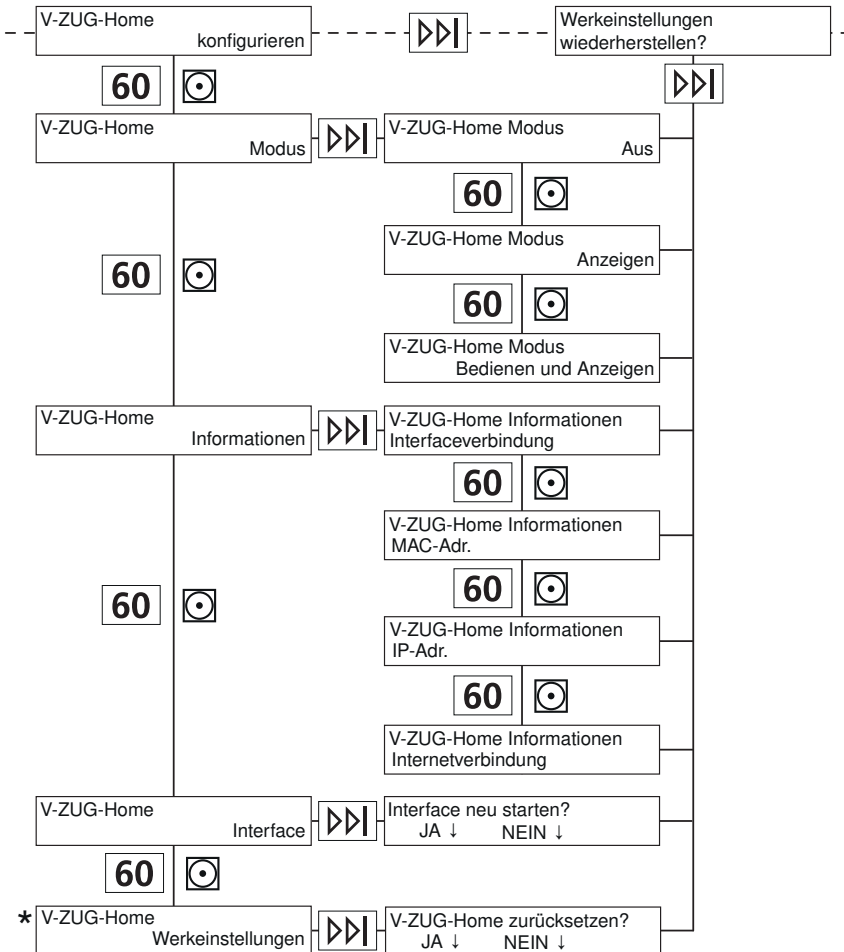 V-ZUG-Home
konfigurieren
Werkeinstellungen
wiederherstellen?
60
V-ZUG-Home
Modus
V-ZUG-Home Modus
Aus
60
V-ZUG-Home Modus
Anzeigen
60
60
V-ZUG-Home Modus
Bedienen und Anzeigen
V-ZUG-Home
Informationen
V-ZUG-Home Informationen
Interfaceverbindung
60
V-ZUG-Home Informationen
MAC-Adr.
60
60
V-ZUG-Home Informationen
IP-Adr.
60
V-ZUG-Home Informationen
Internetverbindung
V-ZUG-Home
Interface
Interface neu starten?
JA ↓ NEIN ↓
60
* V-ZUG-Home
Werkeinstellungen
V-ZUG-Home zurücksetzen?
JA ↓ NEIN ↓